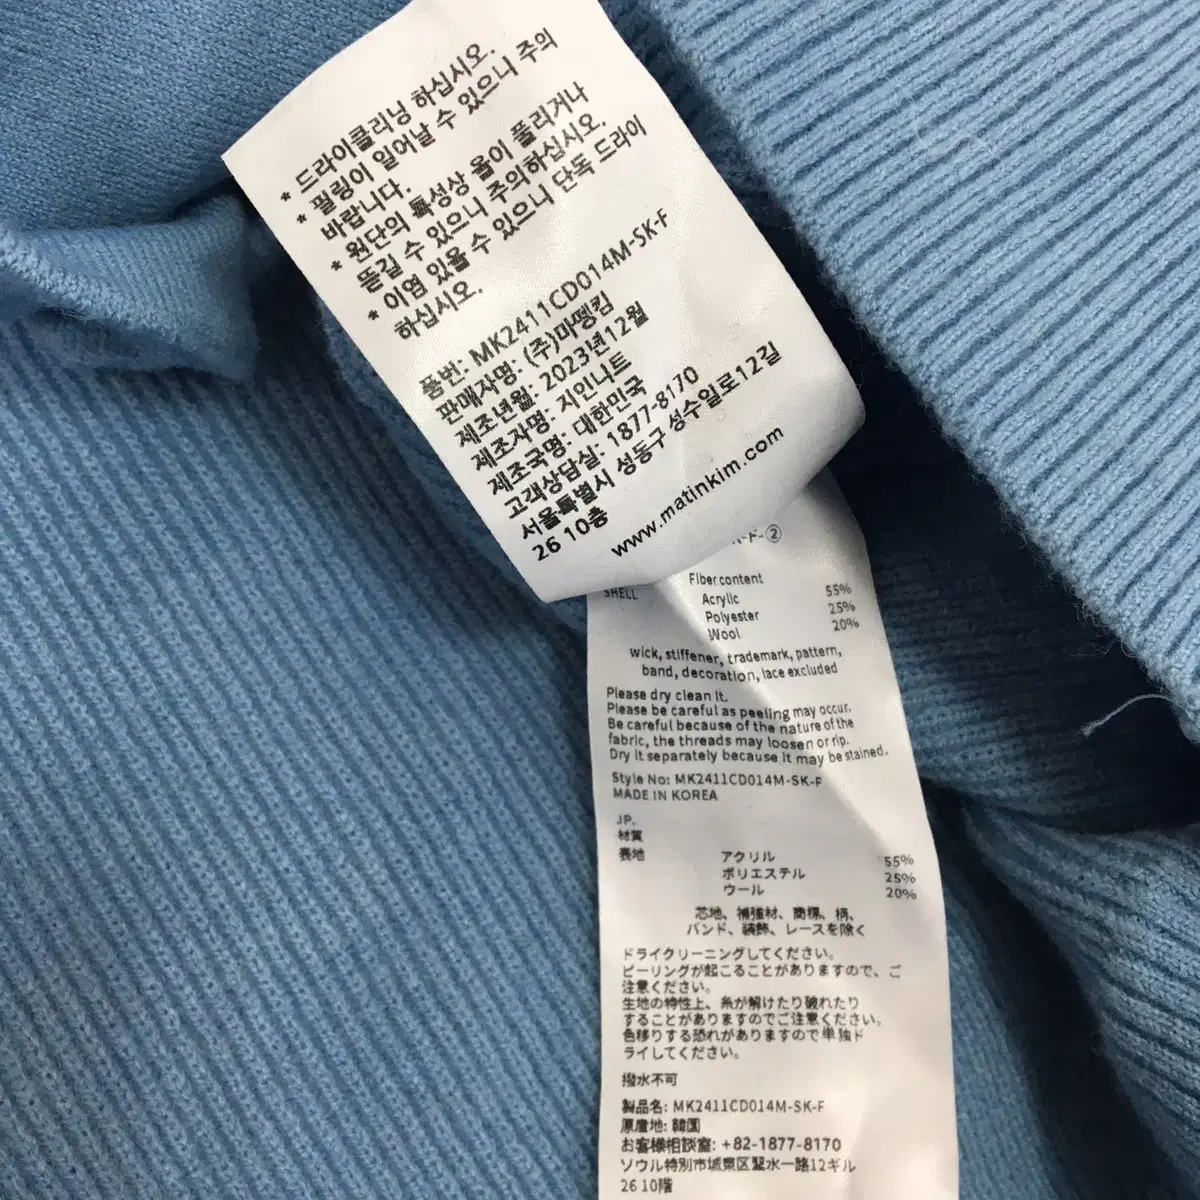 * 드라이클리닝 하십시오.
* 필링이 일어날 수 있으니 주의
바랍니다.
* 원단의 특성상 올이 풀리거나
뜯길 수 있으니 주의하십시오.
* 이염 있을 수 있으니 단독 드라이
하십시오.
품번: MK2411CD014M-SK-F
판매자명: (주)마뗑킴
제조년월: 2023년12월
제조자명: 지인니트
제조국명: 대한민국
고객상담실: 1877-8170
서울특별시 성동구 성수일로12길
26 10층
www.matinkim.com
-F-②
Fiber content
SHELL Acrylic 55%
Polyester 25%
Wool 20%
wick, stiffener, trademark, pattern,
band, decoration, lace excluded
Please dry clean it.
Please be careful as peeling may occur.
Be careful because of the nature of the
fabric, the threads may loosen or rip.
Dry it separately because it may be stained.
Style No: MK2411CD014M-SK-F
MADE IN KOREA
JP.
材質
表地 アクリル 55%
ポリエステル 25%
ウール 20%
芯地、補強材、商標、柄、
バンド、装飾、レースを除く
ドライクリーニングしてください。
ピーリングが起こることがありますので、ご
注意ください。
生地の特性上、糸が解けたり破れたり
することがありますのでご注意ください。
色移りする恐れがありますので単独ド
ライしてください。
撥水不可
製品名: MK2411CD014M-SK-F
原産地: 韓国
お客様相談室: +82-1877-8170
ソウル特別市城東区聖水一路12ギル
26 10階